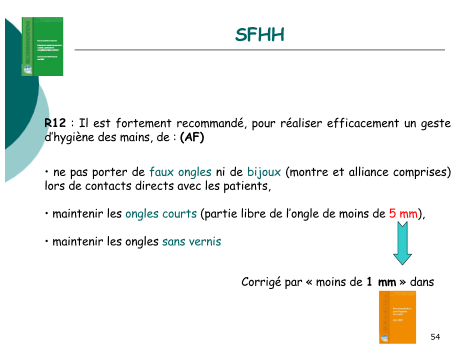 SFHH
R12 : Il est fortement recommandé, pour réaliser efficacement un geste
d'hygiène des mains, de : (AF)
• ne pas porter de faux ongles ni de bijoux (montre et alliance comprises)
lors de contacts directs avec les patients,
• maintenir les ongles courts (partie libre de l'ongle de moins de 5 mm),
• maintenir les ongles sans vernis
Corrigé par « moins de 1 mm » dans
54